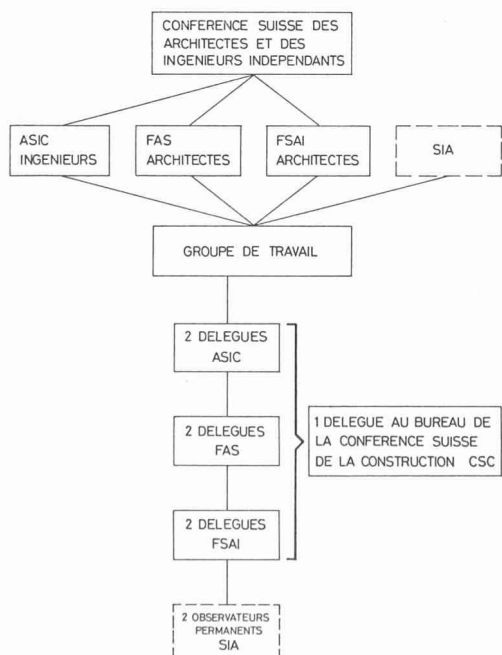 CONFERENCE SUISSE DES
ARCHITECTES ET DES
INGENIEURS INDEPENDANTS
ASIC
INGENIEURS
FAS
ARCHITECTES
FSAI
ARCHITECTES
SIA
GROUPE DE TRAVAIL
2 DELEGUES
ASIC
2 DELEGUES
FAS
2 DELEGUES
FSAI
1 DELEGUE AU BUREAU DE
LA CONFERENCE SUISSE
DE LA CONSTRUCTION CSC
2 OBSERVATEURS
PERMANENTS
SIA